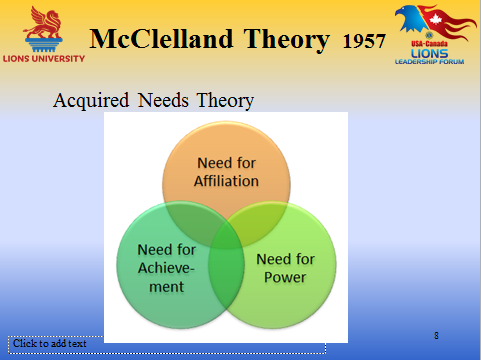 McClelland Theory 1957
LIONS UNIVERSITY
USA-Canada
LIONS
LEADERSHIP FORUM
Acquired Needs Theory
Need for
Affiliation
Need for
Achieve-
ment
Need for
Power
8
Click to add text